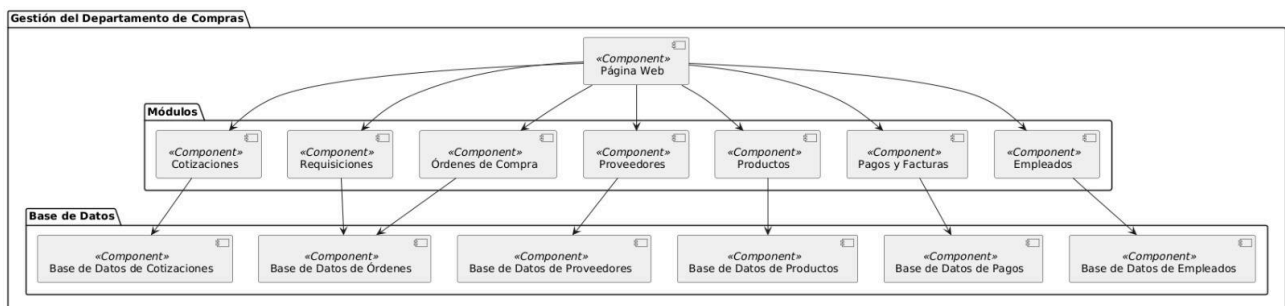 Gestión del Departamento de Compras
«Component»
Página Web
Módulos
«Component»
Cotizaciones
«Component»
Requisiciones
«Component»
Órdenes de Compra
«Component»
Proveedores
«Component»
Productos
«Component»
Pagos y Facturas
«Component»
Empleados
Base de Datos
«Component»
Base de Datos de Cotizaciones
«Component»
Base de Datos de Órdenes
«Component»
Base de Datos de Proveedores
«Component»
Base de Datos de Productos
«Component»
Base de Datos de Pagos
«Component»
Base de Datos de Empleados